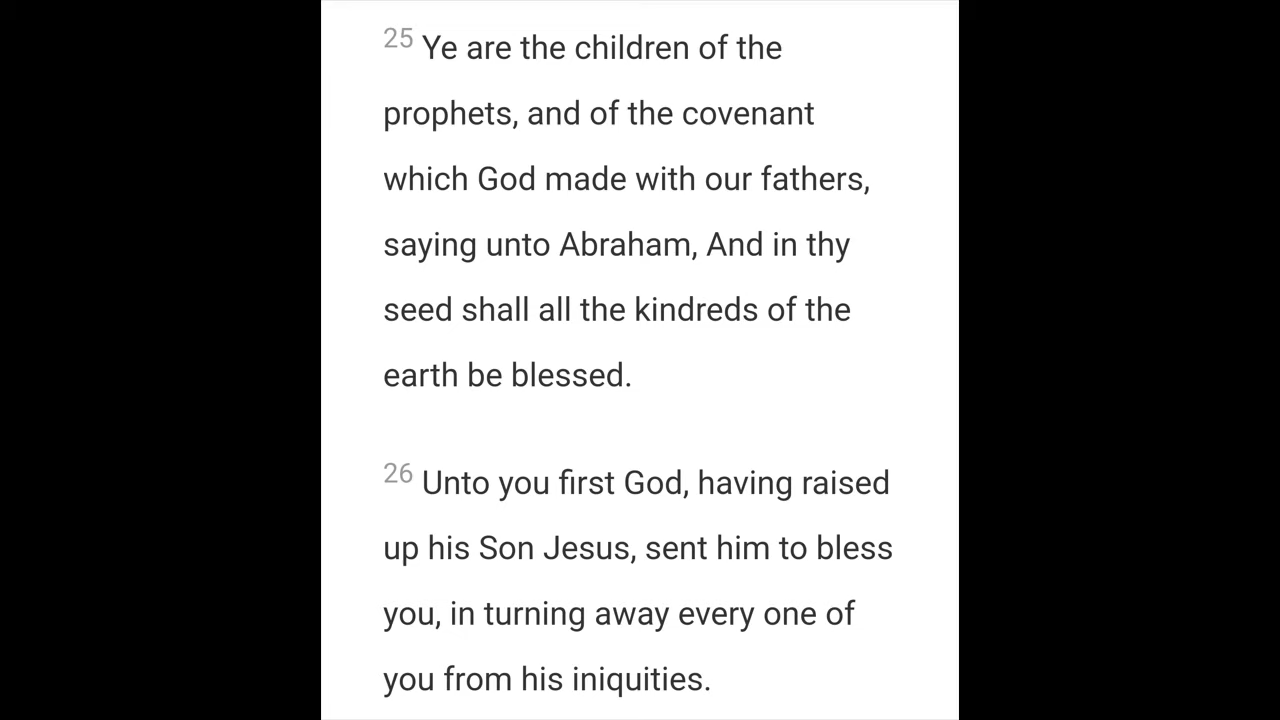 25 Ye are the children of the
prophets, and of the covenant
which God made with our fathers,
saying unto Abraham, And in thy
seed shall all the kindreds of the
earth be blessed.
26 Unto you first God, having raised
up his Son Jesus, sent him to bless
you, in turning away every one of
you from his iniquities.